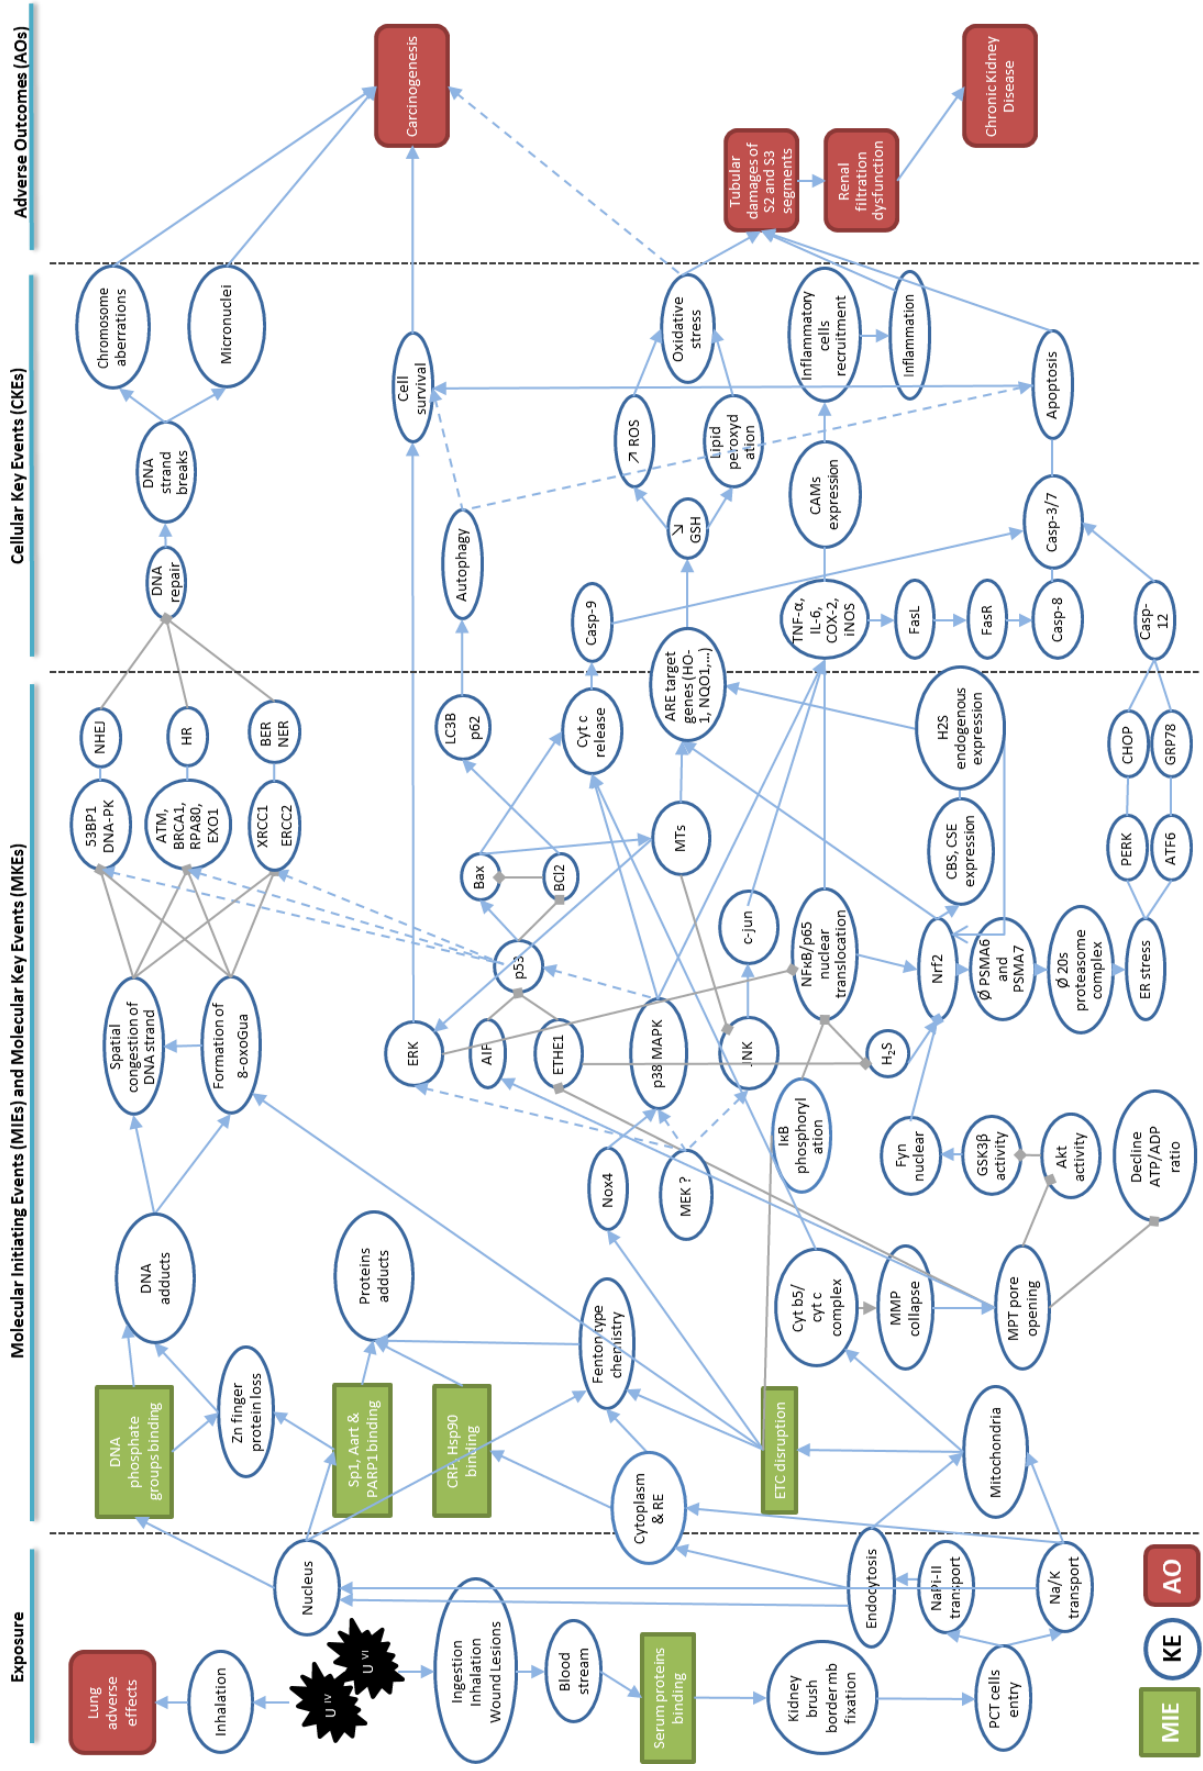 Exposure
Molecular Initiating Events (MIEs) and Molecular Key Events (MKEs)
Cellular Key Events (CKEs)
Adverse Outcomes (AOs)
Lung
adverse
effects
Inhalation
U IV
U VI
Ingestion
Inhalation
Wound Lesions
Blood
stream
Serum proteins
binding
Kidney
brush
border mb
fixation
PCT cells
entry
Nucleus
Endocytosis
NaPi-II
transport
Na/K
transport
MIE
KE
AO
DNA
phosphate
groups binding
Zn finger
protein loss
Sp1, Aart &
PARP1 binding
CRP, Hsp90
binding
Cytoplasm
& RE
ETC disruption
Mitochondria
DNA
adducts
Proteins
adducts
Fenton type
chemistry
Cyt b5/
cyt c
complex
MMP
collapse
MPT pore
opening
Nox4
MEK ?
IκB
phosphoryl
ation
Fyn
nuclear
GSK3β
activity
Akt
activity
Decline
ATP/ADP
ratio
Spatial
congestion of
DNA strand
Formation of
8-oxoGua
ERK
AIF
ETHE1
p38 MAPK
JNK
H2S
p53
c-jun
NFκB/p65
nuclear
translocation
Nrf2
Ø PSMA6
and
PSMA7
Ø 20s
proteasome
complex
ER stress
53BP1
DNA-PK
ATM,
BRCA1,
RPA80,
EXO1
XRCC1
ERCC2
Bax
BCl2
MTs
CBS, CSE
expression
PERK
ATF6
NHEJ
HR
BER
NER
LC3B
p62
Cyt c
release
ARE target
genes (HO-
1, NQO1,...)
H2S
endogenous
expression
CHOP
GRP78
DNA
repair
DNA
strand
breaks
Chromosome
aberrations
Micronuclei
Autophagy
Cell
survival
Casp-9
↘
GSH
↗ ROS
Lipid
peroxyd
ation
Oxidative
stress
TNF-α,
IL-6,
COX-2,
iNOS
CAMs
expression
Inflammatory
cells
recruitment
Inflammation
FasL
FasR
Casp-8
Casp-3/7
Apoptosis
Casp-
12
Carcinogenesis
Tubular
damages of
S2 and S3
segments
Renal
filtration
dysfunction
Chronic Kidney
Disease